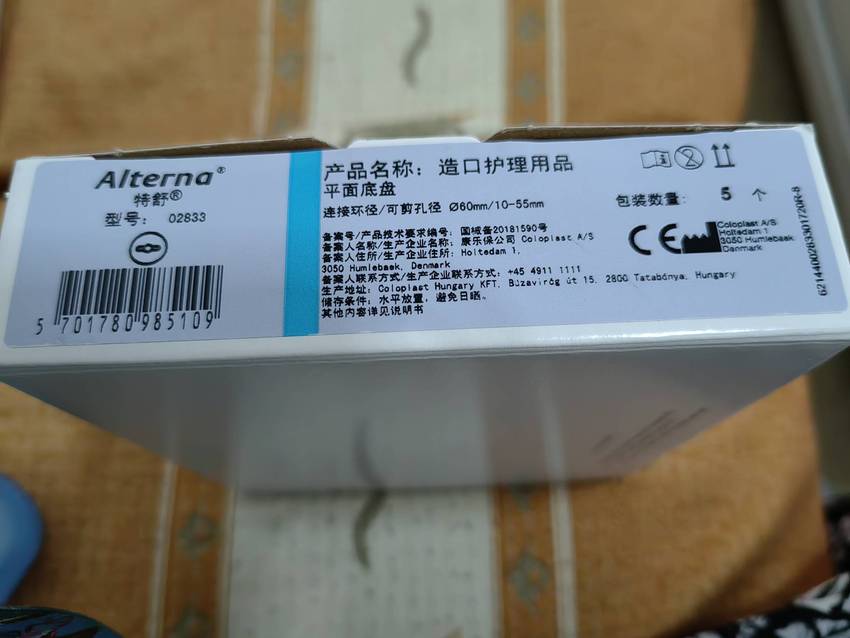 Alterna®
特舒®
型号： 02833
5 701780 985109
产品名称： 造口护理用品
平面底盘
连接环径/可剪孔径 Ø60mm/10-55mm
备案号/产品技术要求编号： 国械备20181590号
备案人名称/生产企业名称： 康乐保公司 Coloplast A/S
备案人住所/生产企业住所： Holtedam 1,
3050 Humlebaek, Denmark
备案人联系方式/生产企业联系方式： +45 4911 1111
生产地址： Coloplast Hungary KFT. Búzavirág út 15. 2800 Tatabánya, Hungary
储存条件： 水平放置，避免日晒。
其他内容详见说明书
包装数量： 5 个
CE
Coloplast A/S
Holtedam 1
3050 Humlebaek
Denmark